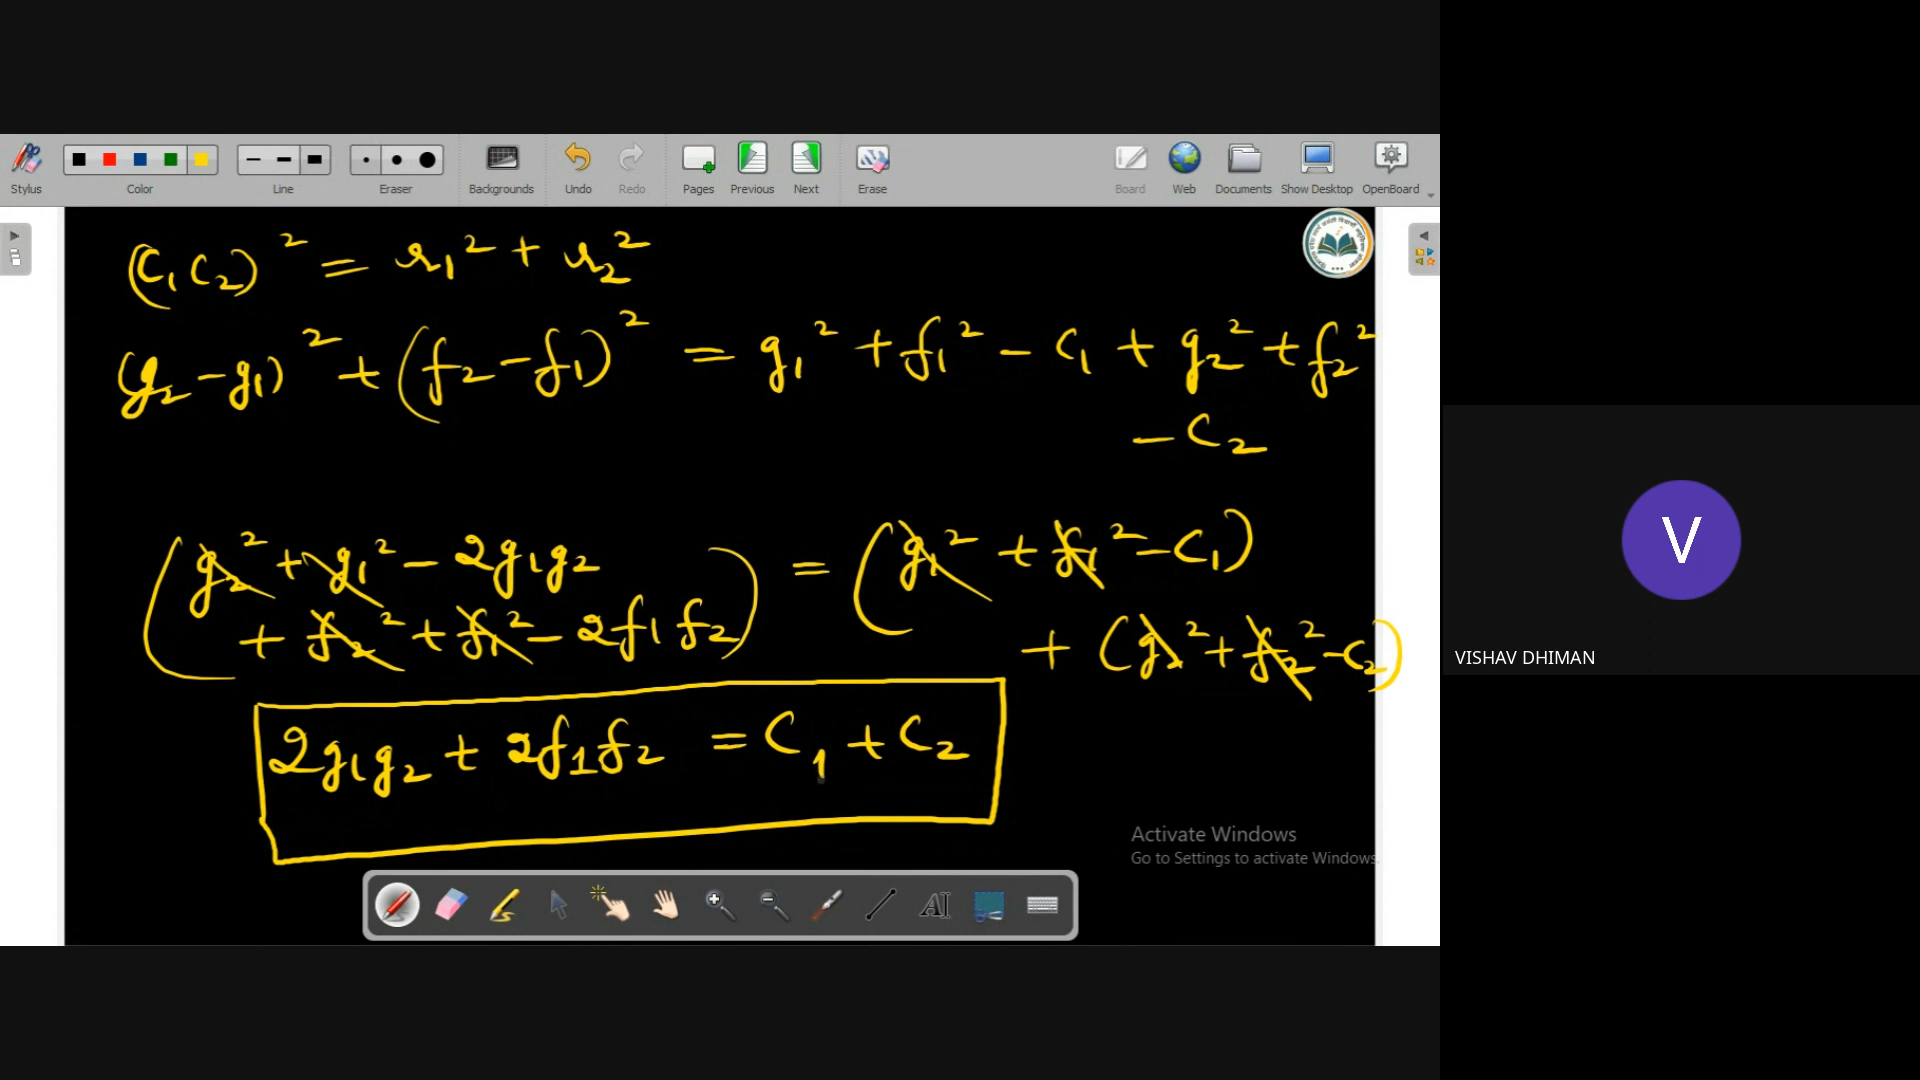 Stylus Color Line Eraser Backgrounds Undo Redo Pages Previous Next Erase Board Web Documents Show Desktop OpenBoard
(C₁C₂)² = r₁² + r₂²
(g₂-g₁)² + (f₂-f₁)² = g₁² + f₁² - C₁ + g₂² + f₂²
- C₂
(g₂² + g₁² - 2g₁g₂ = (g₁² + f₁² - C₁)
+ f₂² + f₁² - 2f₁f₂) + (g₂² + f₂² - C₂)
2g₁g₂ + 2f₁f₂ = C₁ + C₂
Activate Windows
Go to Settings to activate Windows.
AI
V
VISHAV DHIMAN